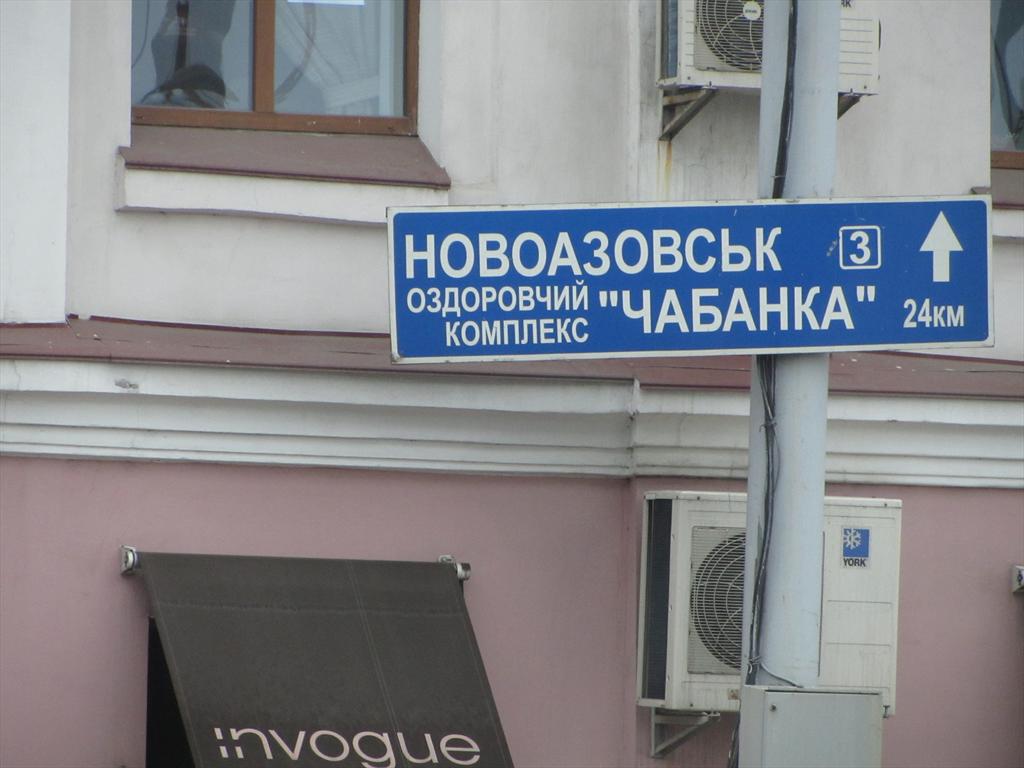 НОВОАЗОВСЬК 3
ОЗДОРОВЧИЙ КОМПЛЕКС "ЧАБАНКА" 24КМ
YORK
invogue